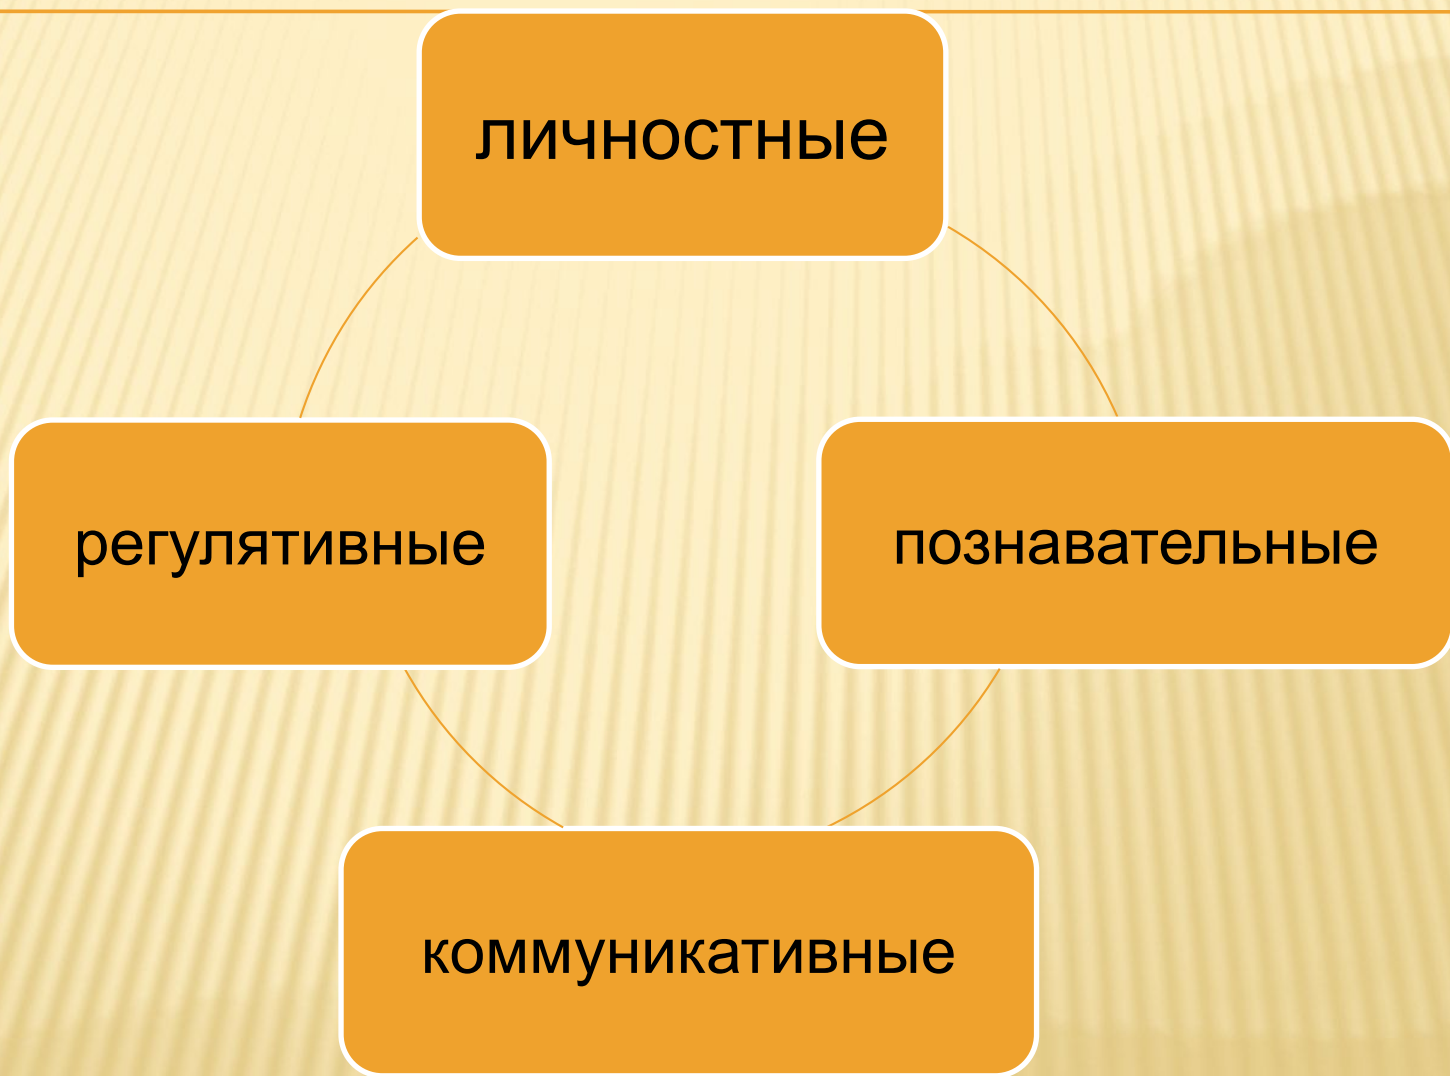 личностные
регулятивные
познавательные
коммуникативные